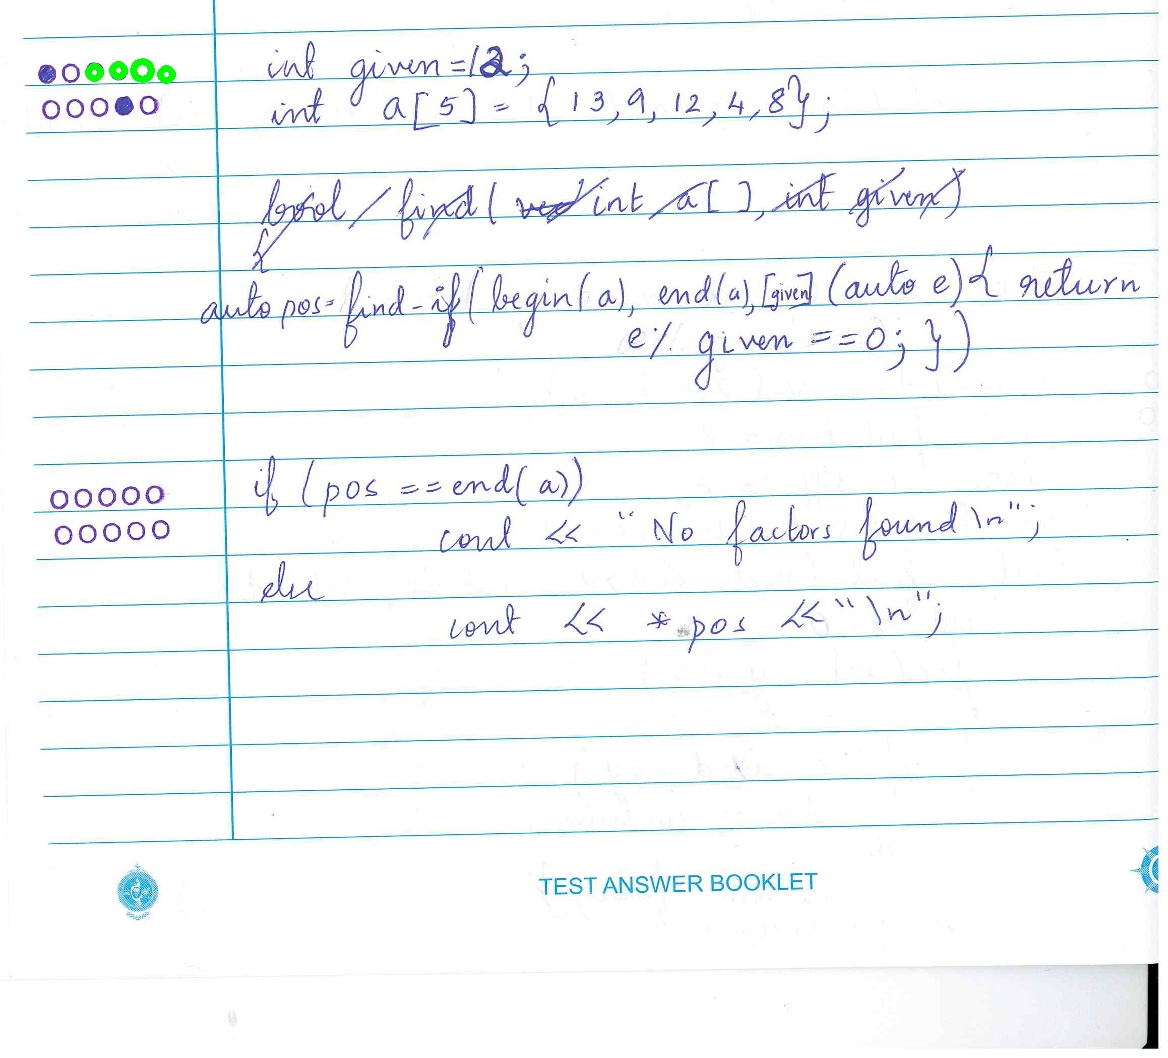 int given=12;
int a[5] = {13,9,12,4,8};
bool find( int a[], int given)
{
auto pos= find-if(begin(a), end(a),[given](auto e){ return
e% given ==0; })
if (pos ==end(a))
cout << "No factors found \n";
else
cout << *pos <<"\n";
TEST ANSWER BOOKLET